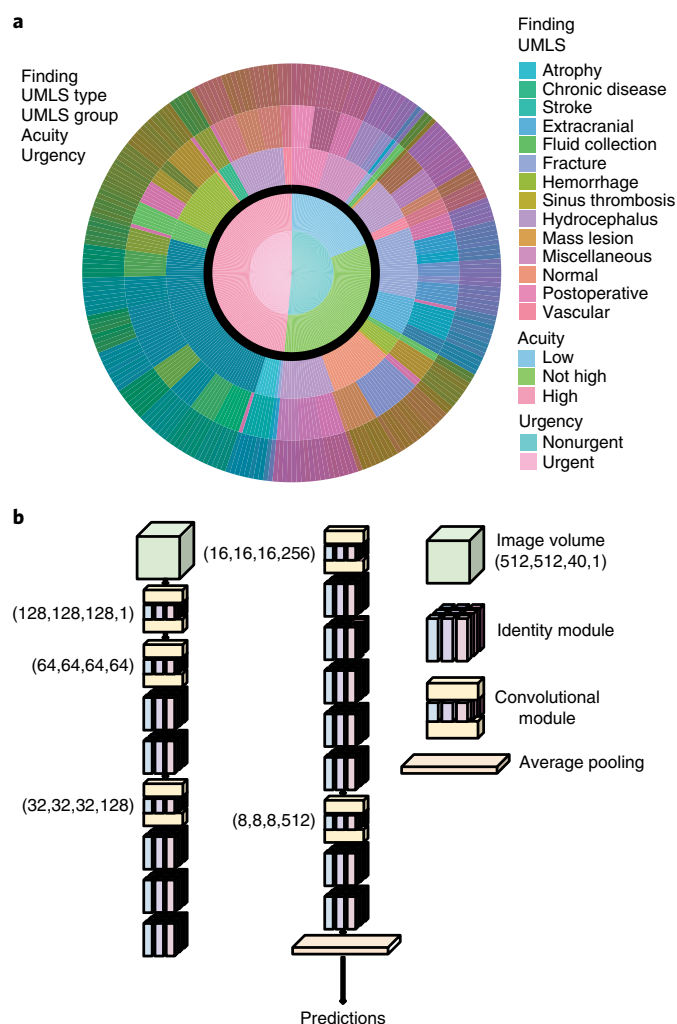 a
Finding
UMLS type
UMLS group
Acuity
Urgency
Finding
UMLS
Atrophy
Chronic disease
Stroke
Extracranial
Fluid collection
Fracture
Hemorrhage
Sinus thrombosis
Hydrocephalus
Mass lesion
Miscellaneous
Normal
Postoperative
Vascular
Acuity
Low
Not high
High
Urgency
Nonurgent
Urgent
b
(128,128,128,1)
(64,64,64,64)
(32,32,32,128)
(16,16,16,256)
(8,8,8,512)
Predictions
Image volume
(512,512,40,1)
Identity module
Convolutional
module
Average pooling